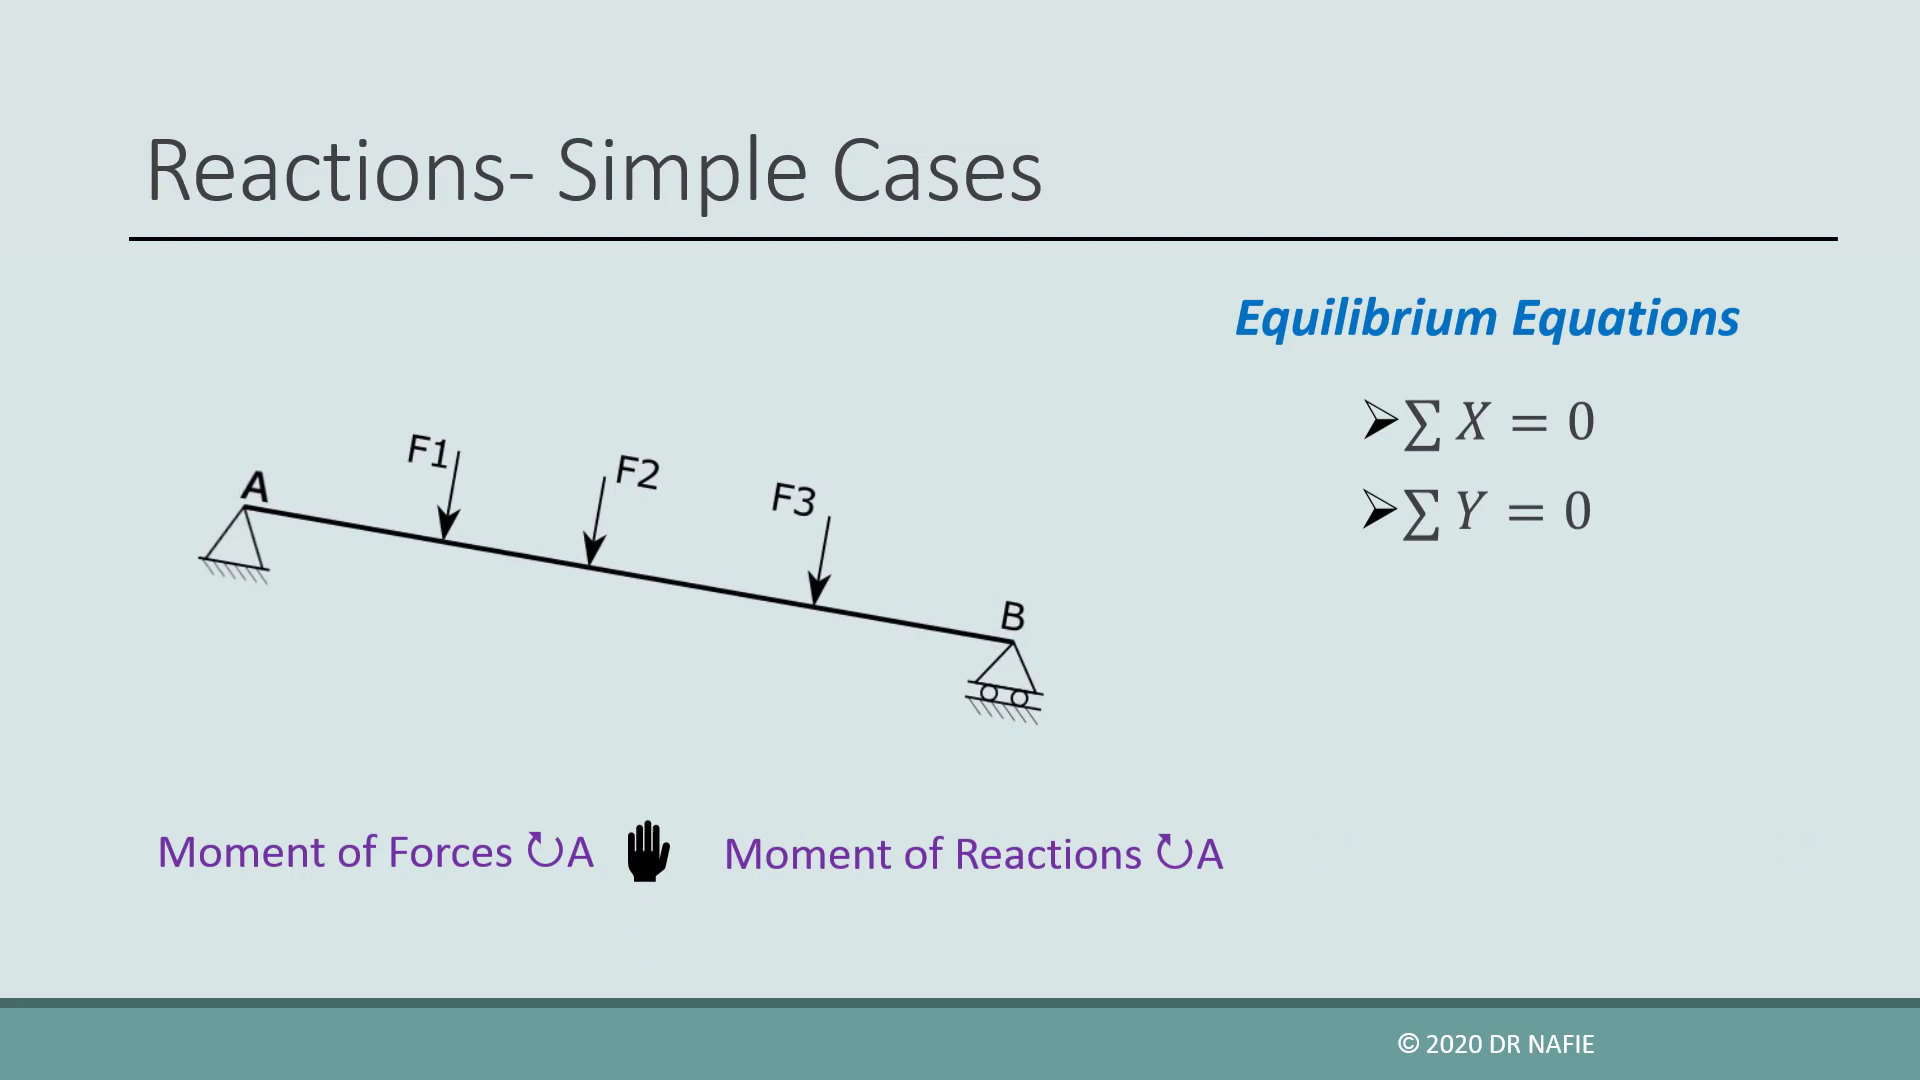 Reactions- Simple Cases
Equilibrium Equations
➢∑ X = 0
➢∑ Y = 0
A
F1
F2
F3
B
Moment of Forces ↻A
Moment of Reactions ↻A
© 2020 DR NAFIE